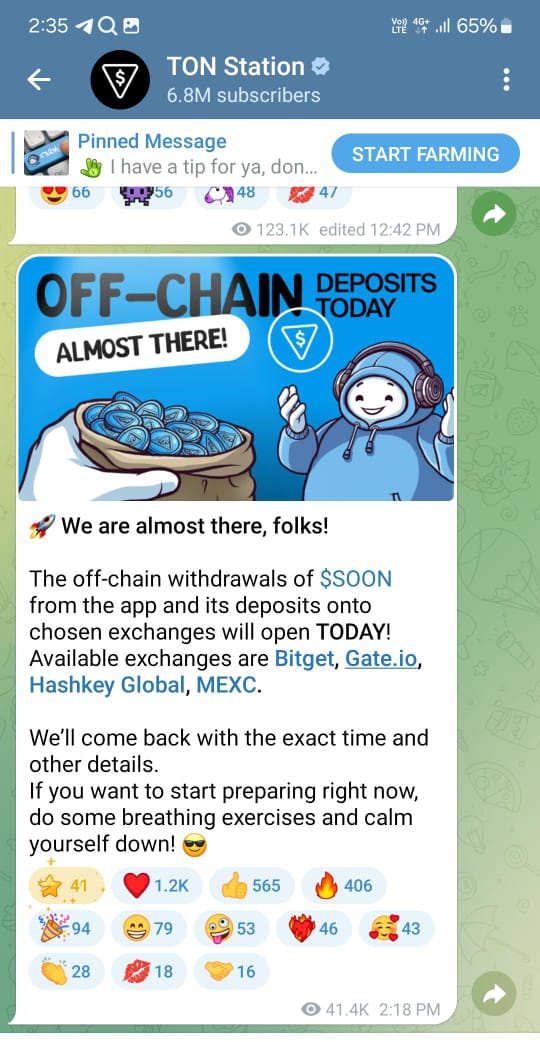 2:35
Vo)) LTE 4G+ 65%
TON Station
6.8M subscribers
Pinned Message
I have a tip for ya, don...
START FARMING
66 56 48 47
123.1K edited 12:42 PM
OFF-CHAIN DEPOSITS TODAY
ALMOST THERE!
🚀 We are almost there, folks!
The off-chain withdrawals of $SOON
from the app and its deposits onto
chosen exchanges will open TODAY!
Available exchanges are Bitget, Gate.io,
Hashkey Global, MEXC.
We'll come back with the exact time and
other details.
If you want to start preparing right now,
do some breathing exercises and calm
yourself down! 😎
41 1.2K 565 406
94 79 53 46 43
28 18 16
41.4K 2:18 PM